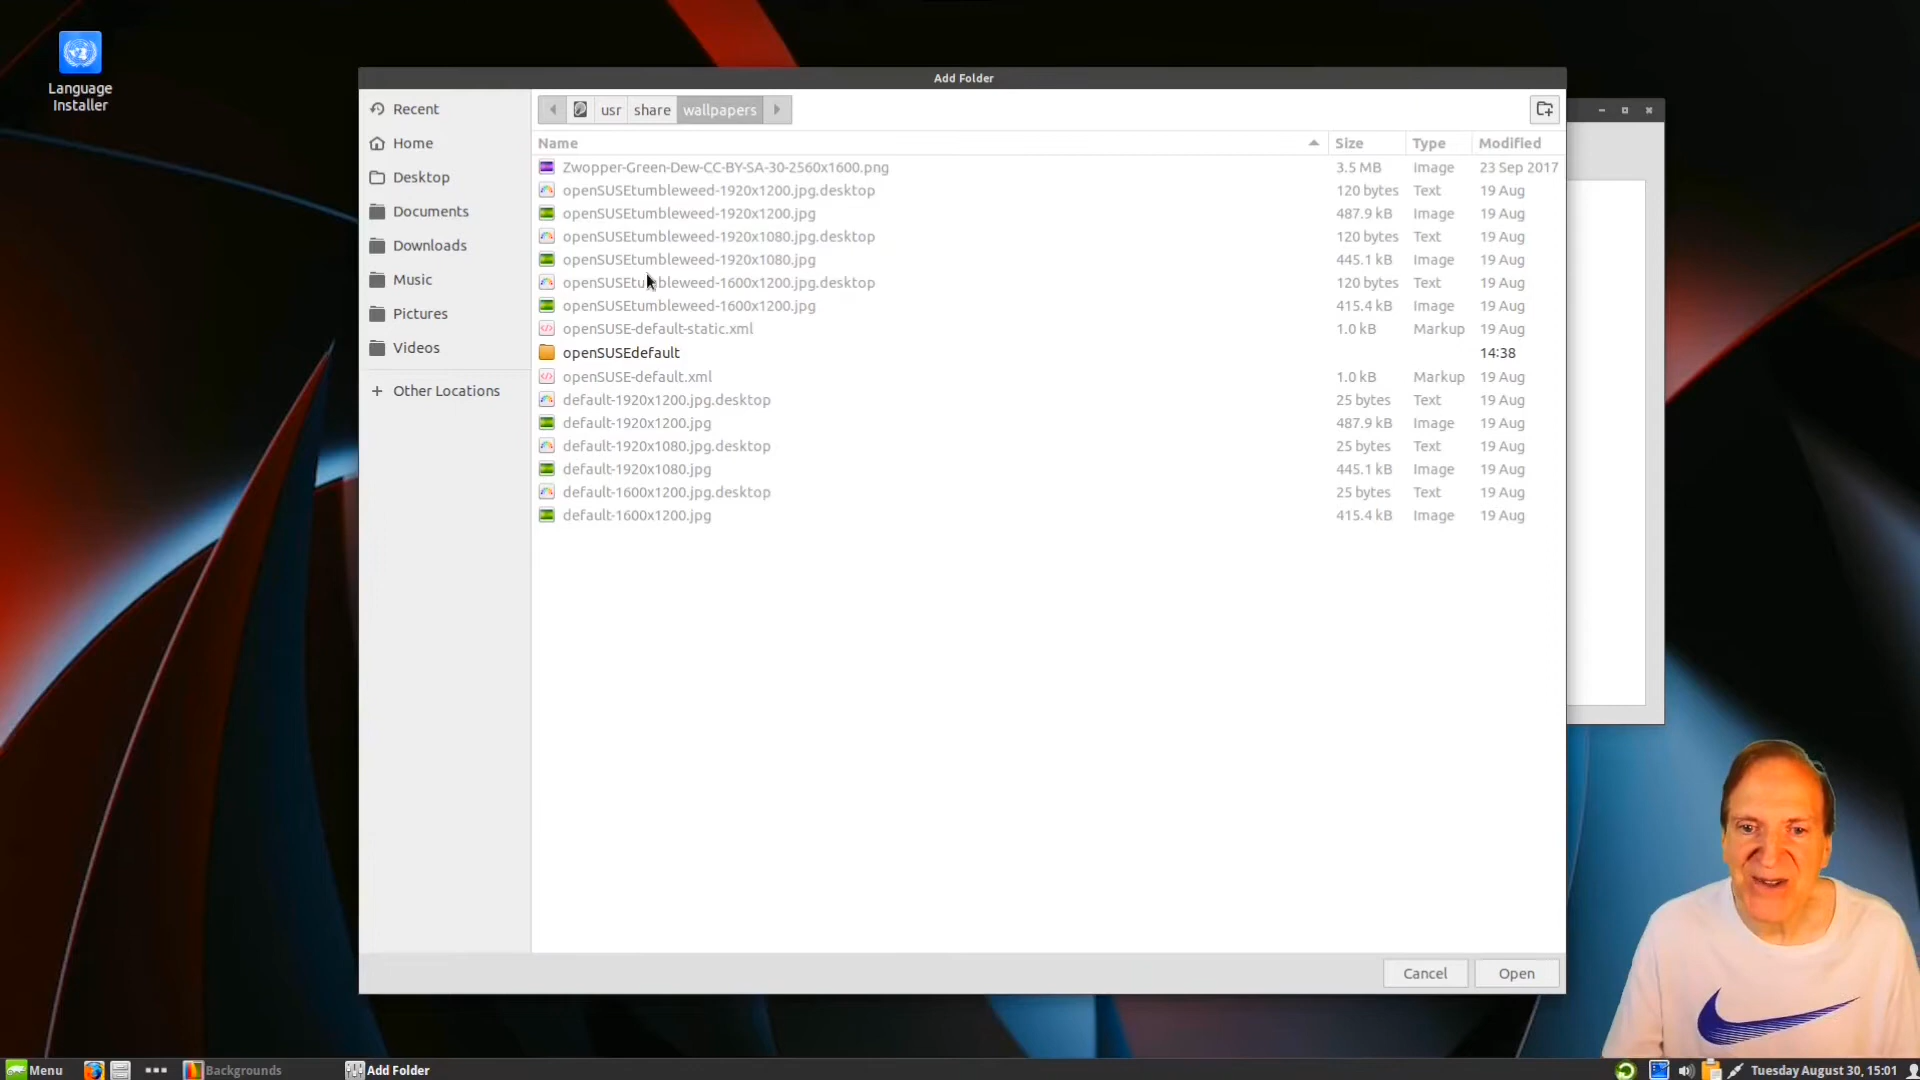 Language
Installer
Add Folder
Recent
Home
Desktop
Documents
Downloads
Music
Pictures
Videos
Other Locations
usr share wallpapers
Name Size Type Modified
Zwopper-Green-Dew-CC-BY-SA-30-2560x1600.png 3.5 MB Image 23 Sep 2017
openSUSEtumbleweed-1920x1200.jpg.desktop 120 bytes Text 19 Aug
openSUSEtumbleweed-1920x1200.jpg 487.9 kB Image 19 Aug
openSUSEtumbleweed-1920x1080.jpg.desktop 120 bytes Text 19 Aug
openSUSEtumbleweed-1920x1080.jpg 445.1 kB Image 19 Aug
openSUSEtumbleweed-1600x1200.jpg.desktop 120 bytes Text 19 Aug
openSUSEtumbleweed-1600x1200.jpg 415.4 kB Image 19 Aug
openSUSE-default-static.xml 1.0 kB Markup 19 Aug
openSUSEdefault 14:38
openSUSE-default.xml 1.0 kB Markup 19 Aug
default-1920x1200.jpg.desktop 25 bytes Text 19 Aug
default-1920x1200.jpg 487.9 kB Image 19 Aug
default-1920x1080.jpg.desktop 25 bytes Text 19 Aug
default-1920x1080.jpg 445.1 kB Image 19 Aug
default-1600x1200.jpg.desktop 25 bytes Text 19 Aug
default-1600x1200.jpg 415.4 kB Image 19 Aug
Cancel Open
Menu Backgrounds Add Folder Tuesday August 30, 15:01